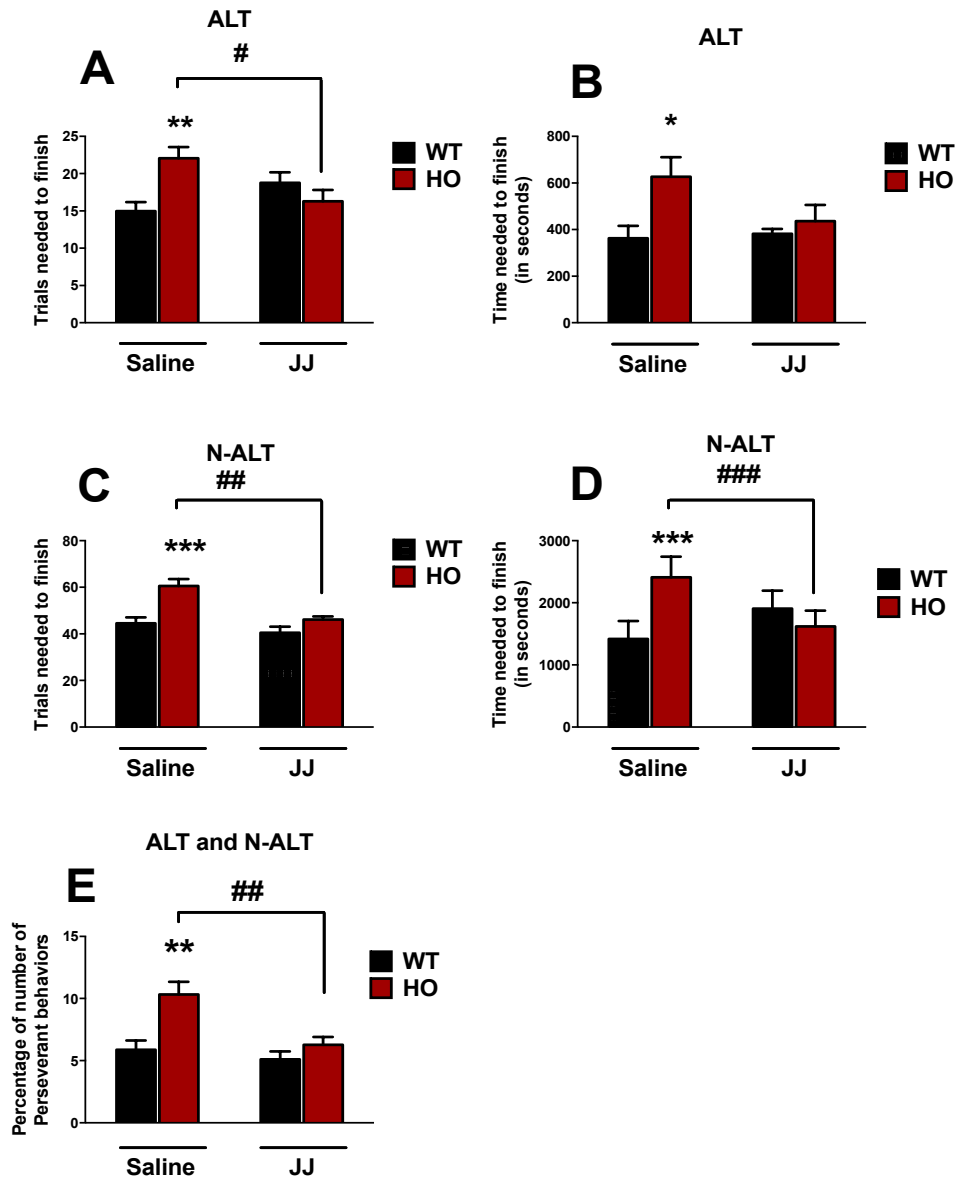 ALT
#
A
**
Trials needed to finish
25
20
15
10
5
0
WT
HO
Saline
JJ
ALT
B
*
Time needed to finish
(in seconds)
800
600
400
200
0
WT
HO
Saline
JJ
N-ALT
##
C
***
Trials needed to finish
80
60
40
20
0
WT
HO
Saline
JJ
N-ALT
###
D
***
Time needed to finish
(in seconds)
3000
2000
1000
0
WT
HO
Saline
JJ
ALT and N-ALT
##
E
**
Percentage of number of
Perseverant behaviors
15
10
5
0
WT
HO
Saline
JJ